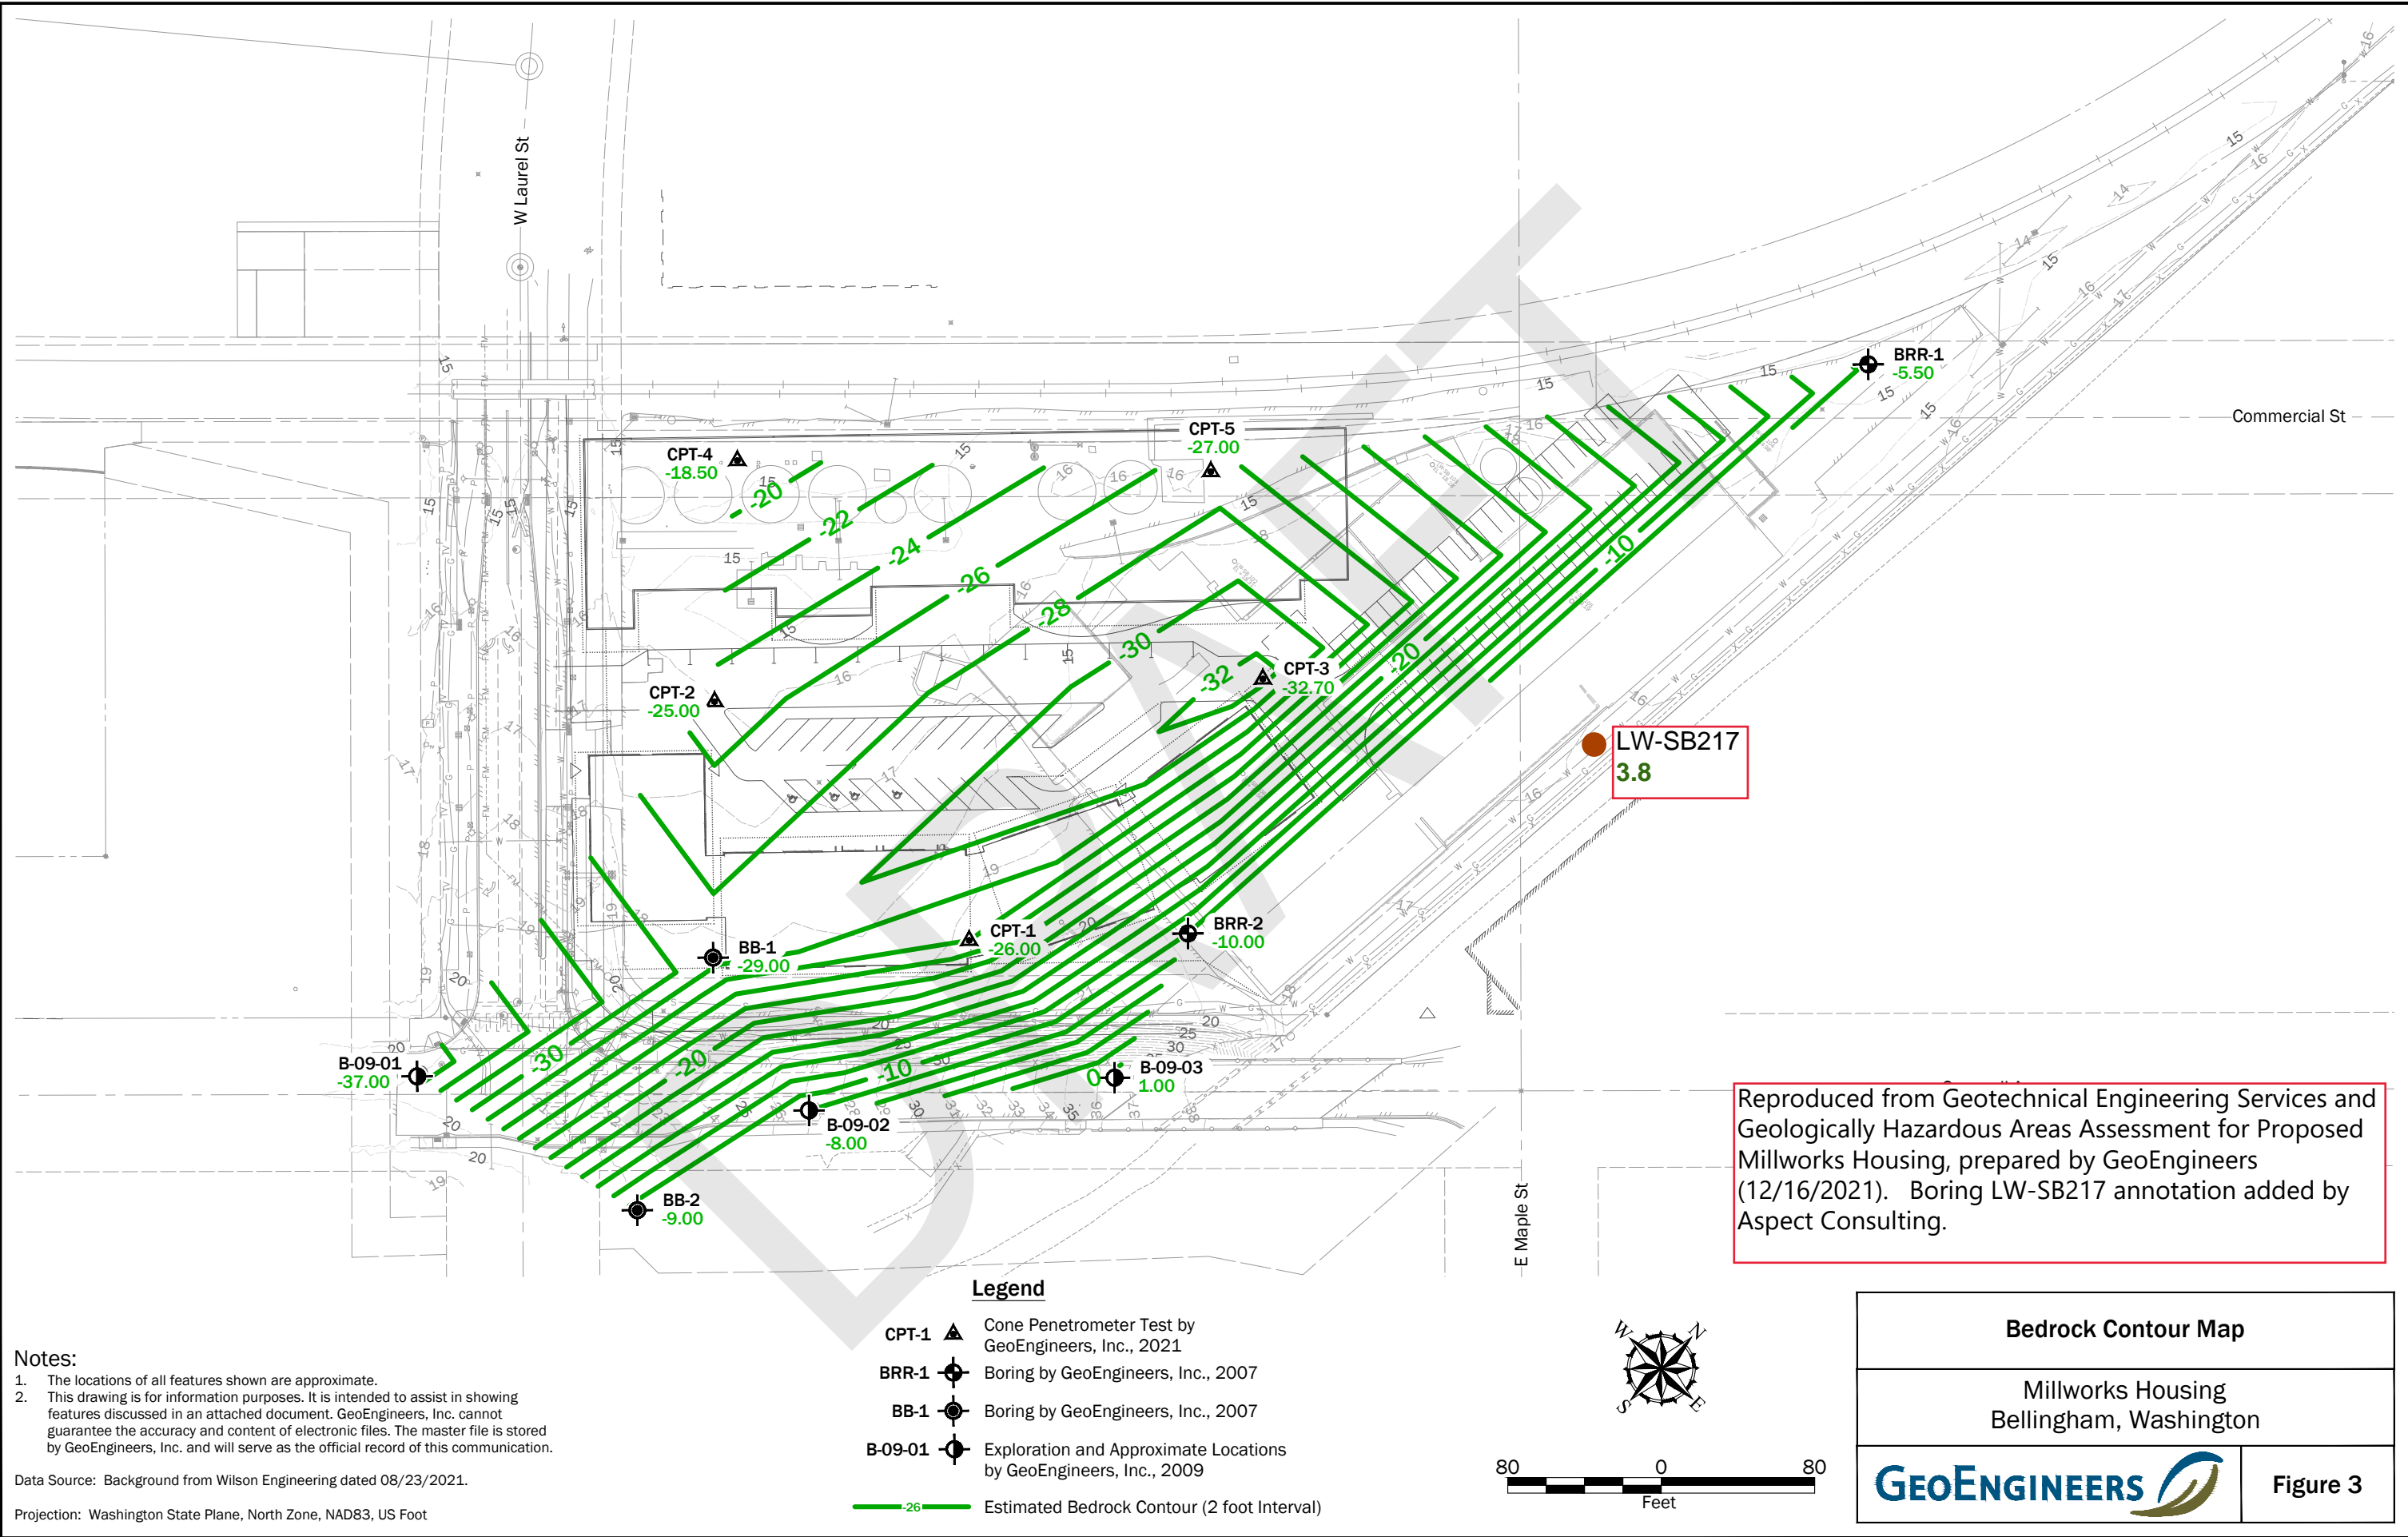 W Laurel St
BRR-1
-5.50
Commercial St
CPT-5
-27.00
CPT-4
-18.50
-20
-22
-24
-26
-28
-30
-32
-10
-20
CPT-3
-32.70
CPT-2
-25.00
LW-SB217
3.8
BB-1
-29.00
CPT-1
-26.00
BRR-2
-10.00
B-09-01
-37.00
-30
-20
-10
0
B-09-03
1.00
B-09-02
-8.00
BB-2
-9.00
E Maple St
DRAFT
Reproduced from Geotechnical Engineering Services and
Geologically Hazardous Areas Assessment for Proposed
Millworks Housing, prepared by GeoEngineers
(12/16/2021). Boring LW-SB217 annotation added by
Aspect Consulting.
Legend
CPT-1 Cone Penetrometer Test by
GeoEngineers, Inc., 2021
BRR-1 Boring by GeoEngineers, Inc., 2007
BB-1 Boring by GeoEngineers, Inc., 2007
B-09-01 Exploration and Approximate Locations
by GeoEngineers, Inc., 2009
-26 Estimated Bedrock Contour (2 foot Interval)
Notes:
1. The locations of all features shown are approximate.
2. This drawing is for information purposes. It is intended to assist in showing
features discussed in an attached document. GeoEngineers, Inc. cannot
guarantee the accuracy and content of electronic files. The master file is stored
by GeoEngineers, Inc. and will serve as the official record of this communication.
Data Source: Background from Wilson Engineering dated 08/23/2021.
Projection: Washington State Plane, North Zone, NAD83, US Foot
W N
S E
80 0 80
Feet
Bedrock Contour Map
Millworks Housing
Bellingham, Washington
GEOENGINEERS
Figure 3